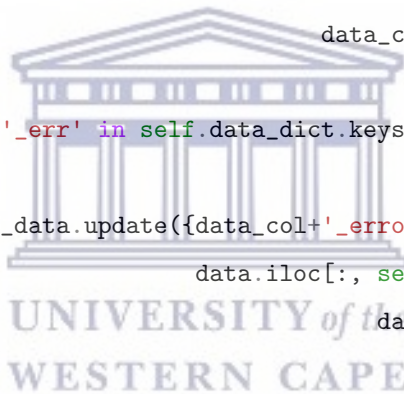 data_c
'_err' in self.data_dict.keys
_data.update({data_col+'_erro
data.iloc[:, se
UNIVERSITY of the
da
WESTERN CAPE